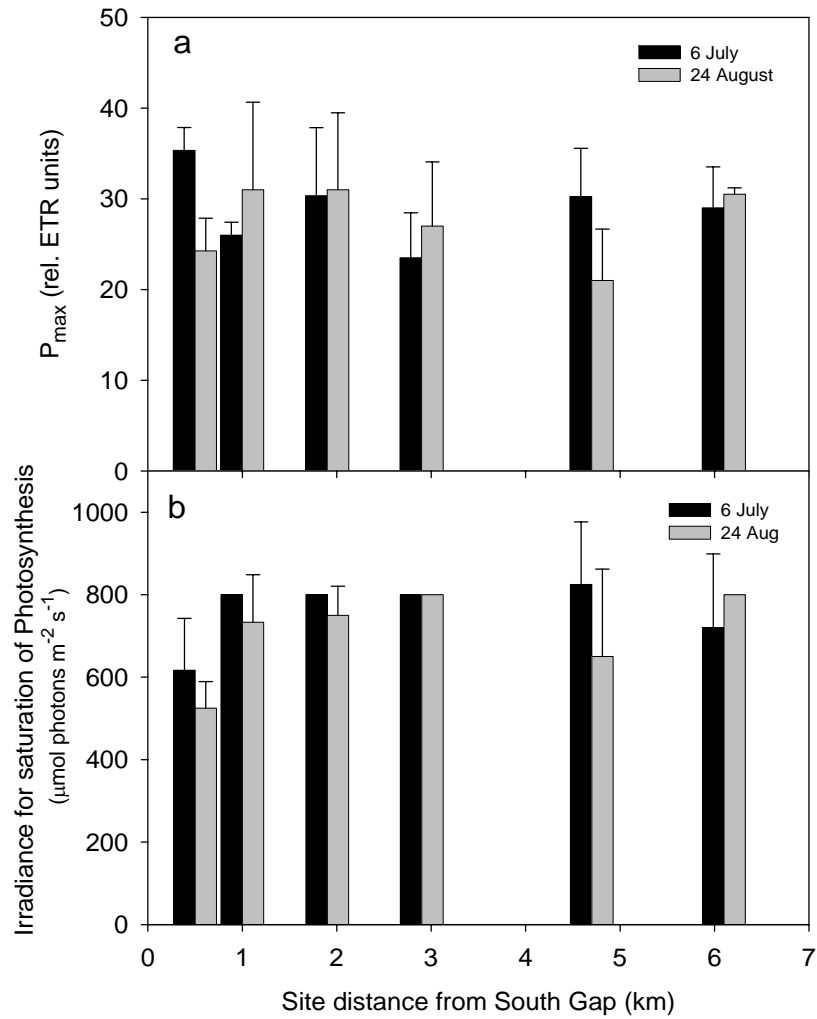 a
6 July
24 August
50
40
30
20
10
0
P_max (rel. ETR units)
b
6 July
24 Aug
1000
800
600
400
200
0
Irradiance for saturation of Photosynthesis
(μmol photons m⁻² s⁻¹)
0 1 2 3 4 5 6 7
Site distance from South Gap (km)